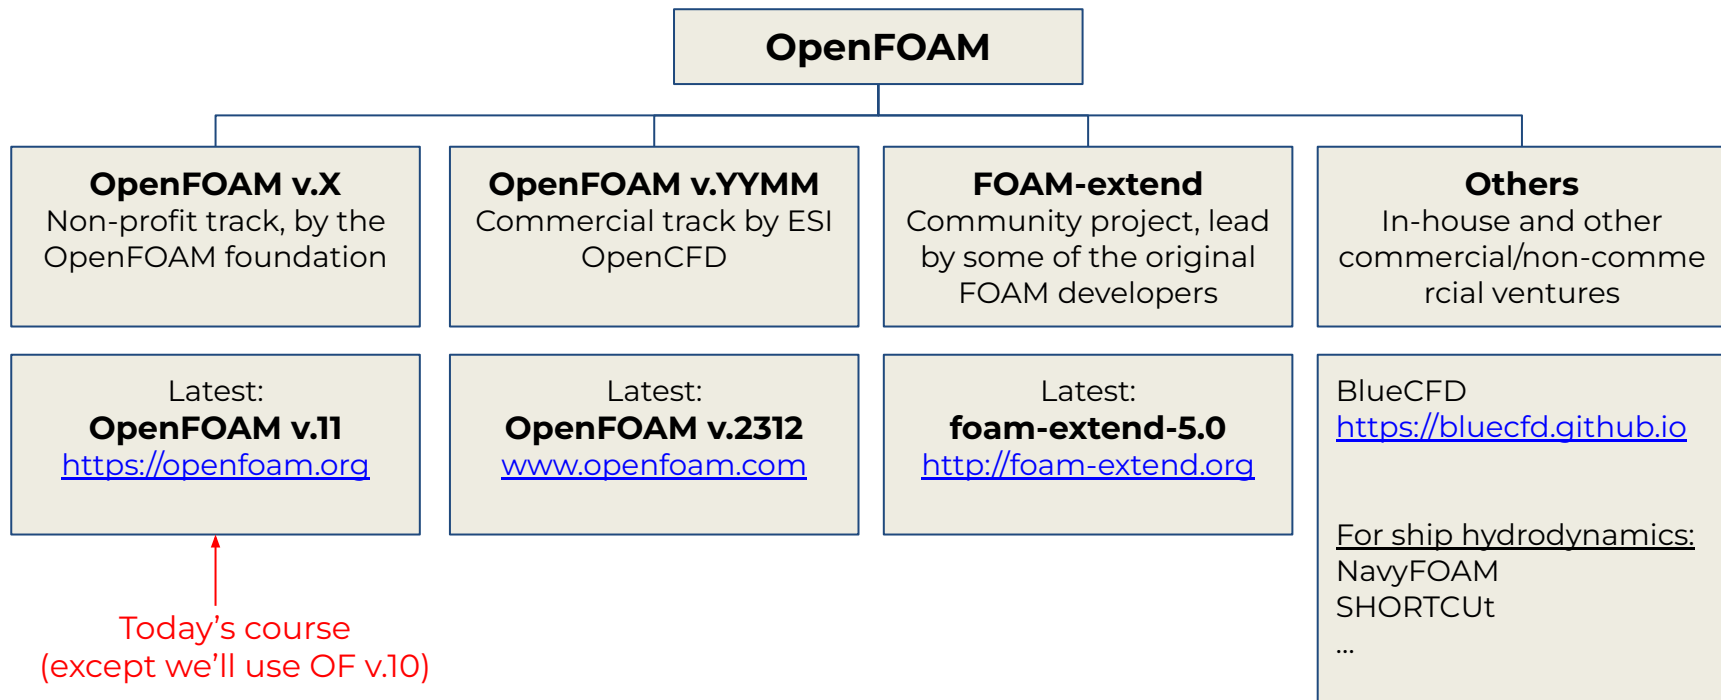 OpenFOAM
OpenFOAM v.X
Non-profit track, by the
OpenFOAM foundation
OpenFOAM v.YYMM
Commercial track by ESI
OpenCFD
FOAM-extend
Community project, lead
by some of the original
FOAM developers
Others
In-house and other
commercial/non-comme
rcial ventures
Latest:
OpenFOAM v.11
https://openfoam.org
Latest:
OpenFOAM v.2312
www.openfoam.com
Latest:
foam-extend-5.0
http://foam-extend.org
BlueCFD
https://bluecfd.github.io
For ship hydrodynamics:
NavyFOAM
SHORTCUt
...
Today’s course
(except we’ll use OF v.10)